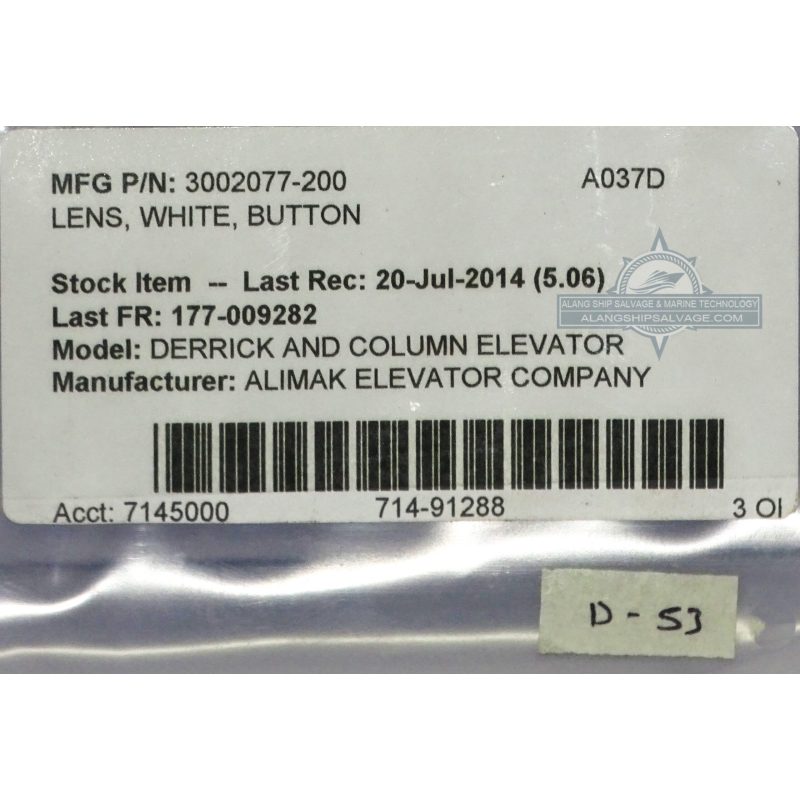 MFG P/N: 3002077-200 A037D
LENS, WHITE, BUTTON
Stock Item -- Last Rec: 20-Jul-2014 (5.06)
ALANG SHIP SALVAGE & MARINE TECHNOLOGY
Last FR: 177-009282
ALANGSHIPSALVAGE.COM
Model: DERRICK AND COLUMN ELEVATOR
Manufacturer: ALIMAK ELEVATOR COMPANY
Acct: 7145000 714-91288 3 OI
D-53